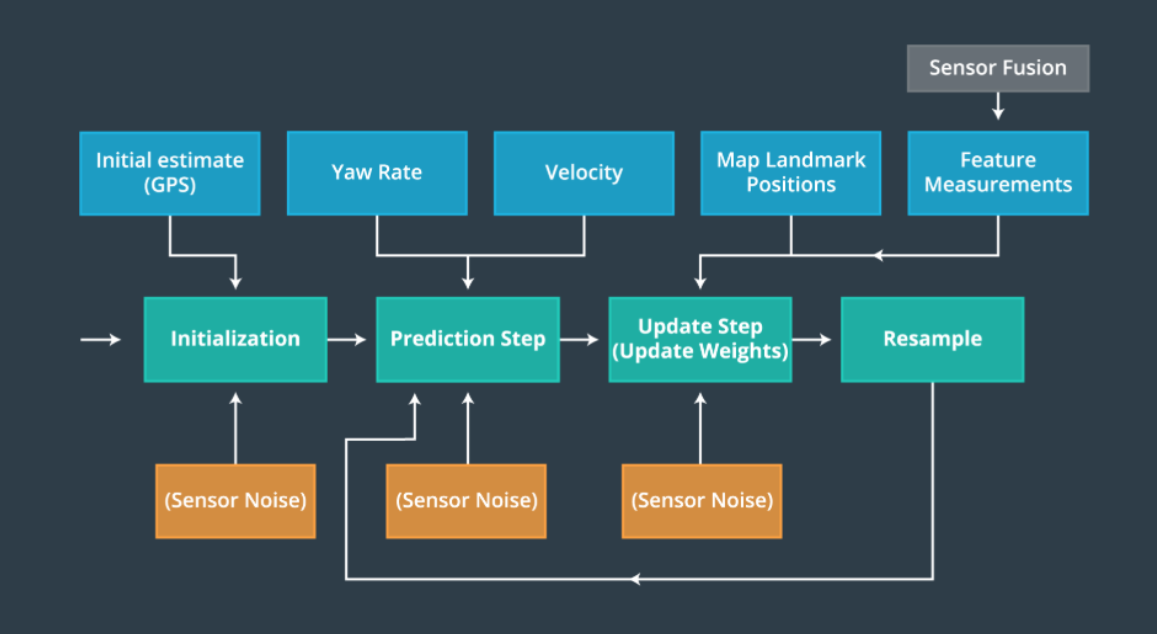 Sensor Fusion
Initial estimate
(GPS)
Yaw Rate
Velocity
Map Landmark
Positions
Feature
Measurements
Initialization
Prediction Step
Update Step
(Update Weights)
Resample
(Sensor Noise)
(Sensor Noise)
(Sensor Noise)